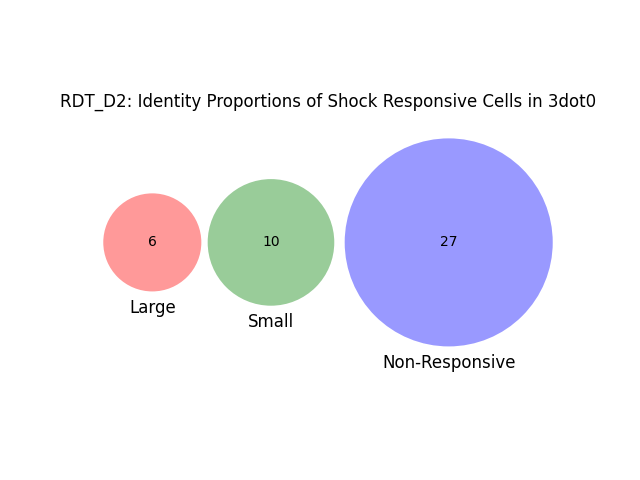 RDT_D2: Identity Proportions of Shock Responsive Cells in 3dot0
6
10
27
Large
Small
Non-Responsive